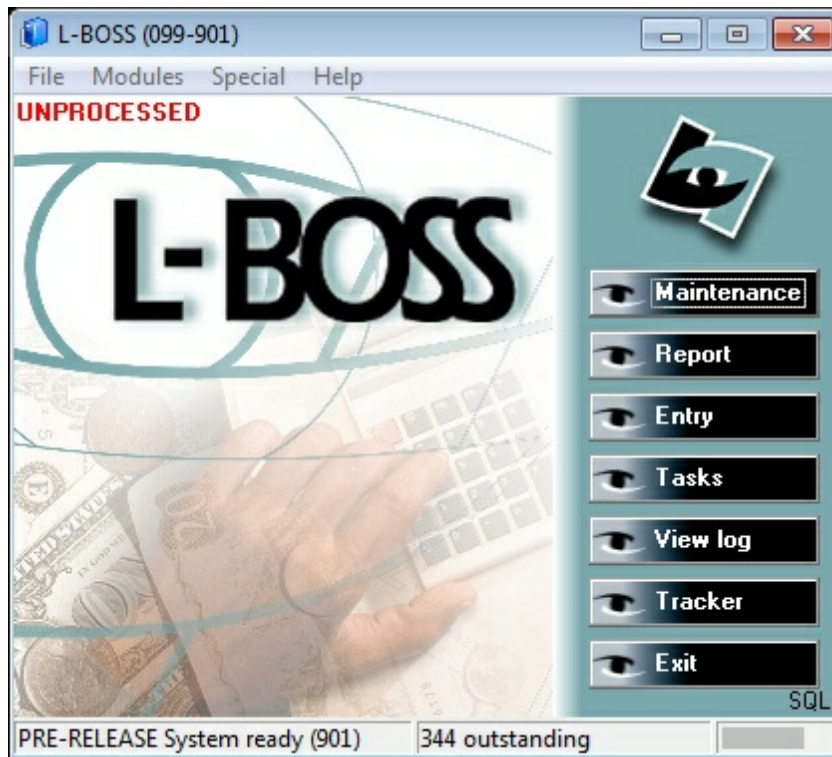 L-BOSS (099-901)
File Modules Special Help
UNPROCESSED
L-BOSS
Maintenance
Report
Entry
Tasks
View log
Tracker
Exit
SQL
PRE-RELEASE System ready (901) 344 outstanding